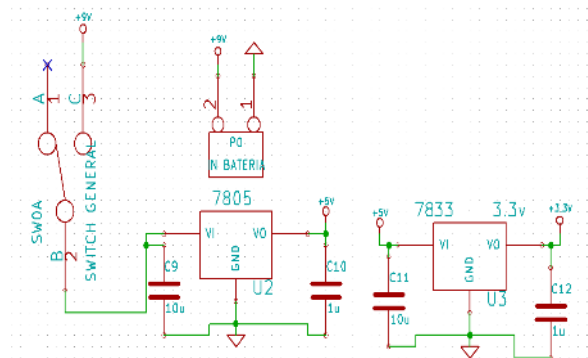 +9V
A 1
C 3
SW0A
B 2
SWITCH GENERAL
+9V
2 1
P0
IN BATERIA
7805
VI VO
GND
U2
+5V
C9
10u
C10
1u
+5V
7833 3.3v
VI VO
GND
U3
+3.3v
C11
10u
C12
1u